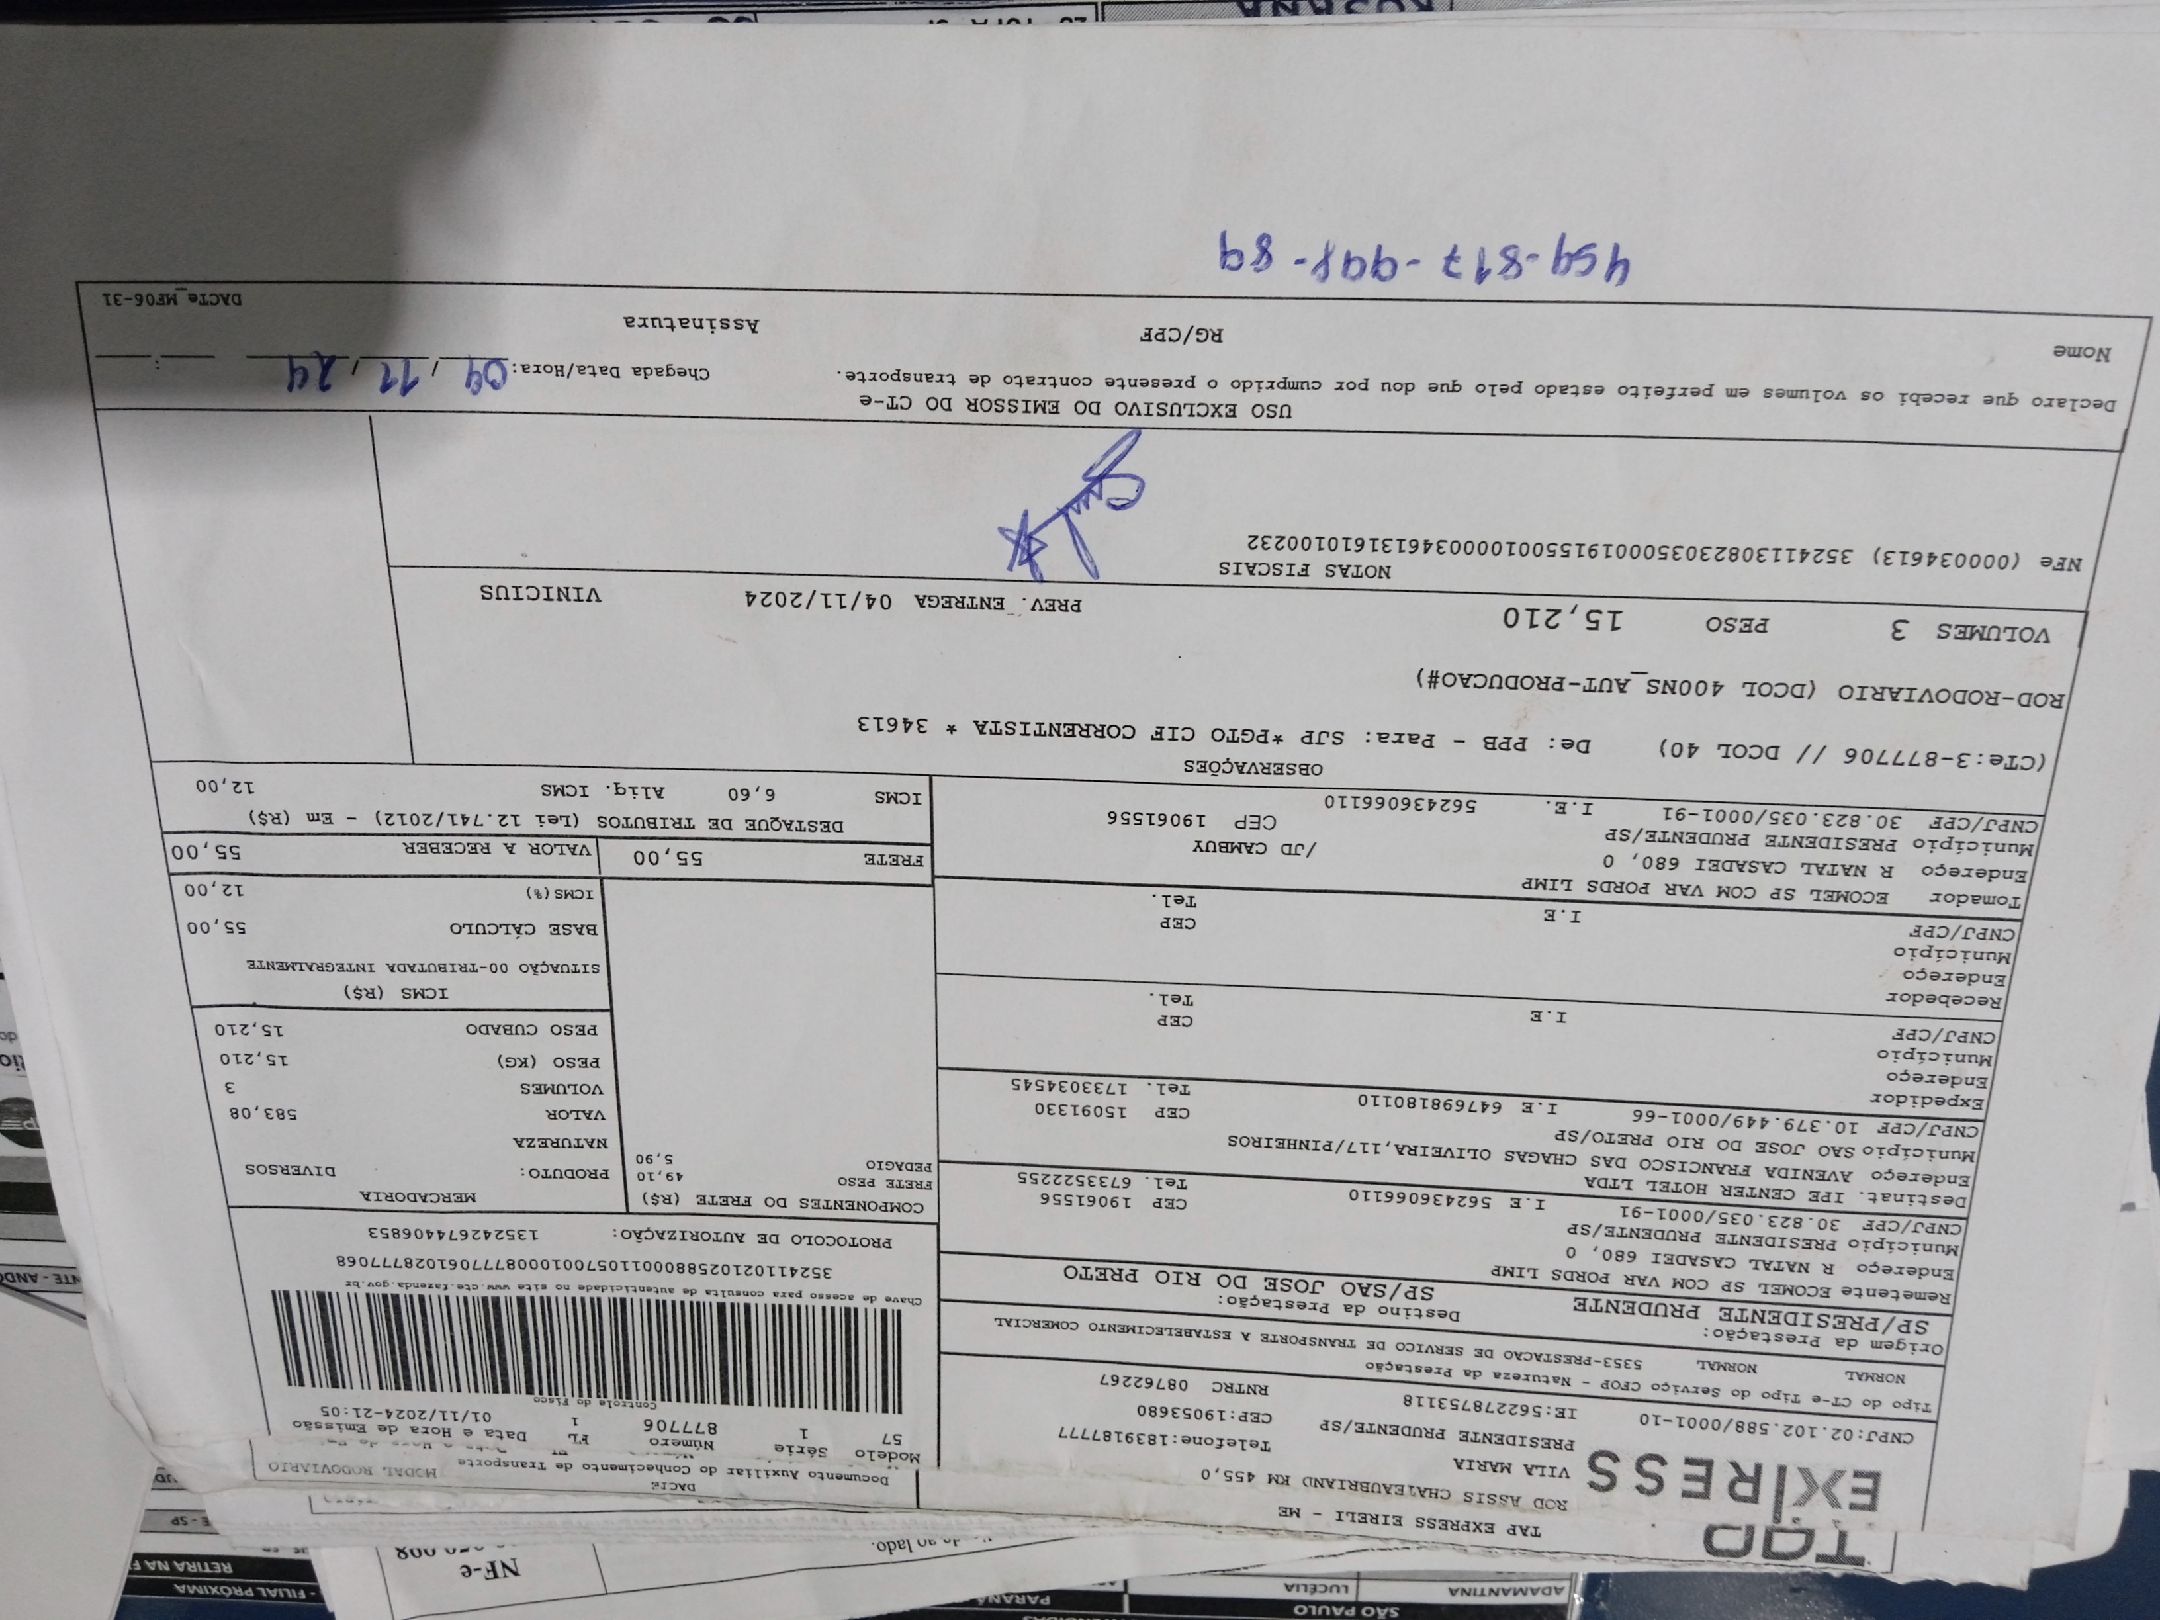 TAP EXPRESS EIRELI - ME
ROD ASSIS CHATEAUBRIAND KM 455,0
VILA MARIA
PRESIDENTE PRUDENTE/SP
Telefone:1839187777
CEP:19053680
CNPJ:02.102.588/0001-10 IE:562278753118 RNTRC 08762267
DACTE
Documento Auxiliar do Conhecimento de Transporte MODAL RODOVIARIO
Modelo Série Número FL Data e Hora de Emissão
57 1 877706 1 01/11/2024-21:05
Controle do Fisco
Chave de acesso para consulta de autenticidade no site www.cte.fazenda.gov.br
PROTOCOLO DE AUTORIZAÇÃO: 135242674406853
Tipo do CT-e Tipo do Serviço CFOP - Natureza da Prestação
NORMAL NORMAL 5353-PRESTACAO DE SERVICO DE TRANSPORTE A ESTABELECIMENTO COMERCIAL
Origem da Prestação: Destino da Prestação:
SP/PRESIDENTE PRUDENTE SP/SAO JOSE DO RIO PRETO
Remetente ECOMEL SP COM VAR PORDS LIMP
Endereço R NATAL CASADEI 680, 0
Município PRESIDENTE PRUDENTE/SP CEP 19061556
CNPJ/CPF 30.823.035/0001-91 I.E 562436066110 Tel. 6733522255
Destinat. IPE CENTER HOTEL LTDA
Endereço AVENIDA FRANCISCO DAS CHAGAS OLIVEIRA,117/PINHEIROS
Município SAO JOSE DO RIO PRETO/SP CEP 15091330
CNPJ/CPF 10.379.449/0001-66 I.E 647698180110 Tel. 1733034545
Expedidor
Endereço
Município CEP
CNPJ/CPF I.E Tel.
Recebedor
Endereço
Município CEP
CNPJ/CPF I.E Tel.
Tomador ECOMEL SP COM VAR PORDS LIMP
Endereço R NATAL CASADEI 680, 0 /JD CAMBUY
Município PRESIDENTE PRUDENTE/SP CEP 19061556
CNPJ/CPF 30.823.035/0001-91 I.E. 562436066110
COMPONENTES DO FRETE (R$)
FRETE PESO 49,10
PEDAGIO 5,90
MERCADORIA
PRODUTO: DIVERSOS
NATUREZA
VALOR 583,08
VOLUMES 3
PESO (KG) 15,210
PESO CUBADO 15,210
ICMS (R$)
SITUAÇÃO 00-TRIBUTADA INTEGRALMENTE
BASE CÁLCULO 55,00
ICMS(%) 12,00
FRETE 55,00 VALOR A RECEBER 55,00
DESTAQUE DE TRIBUTOS (Lei 12.741/2012) - Em (R$)
ICMS 6,60 Aliq. ICMS 12,00
OBSERVAÇÕES
(CTe:3-877706 // DCOL 40) De: PPB - Para: SJP *PGTO CIF CORRENTISTA * 34613
ROD-RODOVIARIO (DCOL 400NS_AUT-PRODUCAO#)
VOLUMES 3 PESO 15,210 PREV. ENTREGA 04/11/2024 VINICIUS
NOTAS FISCAIS
NFe (000034613) 35241130823035000191550010000346131610100232
USO EXCLUSIVO DO EMISSOR DO CT-e
Declaro que recebi os volumes em perfeito estado pelo que dou por cumprido o presente contrato de transporte. Chegada Data/Hora: 04 / 11 / 24
Nome RG/CPF Assinatura
DACTe_MF06-31